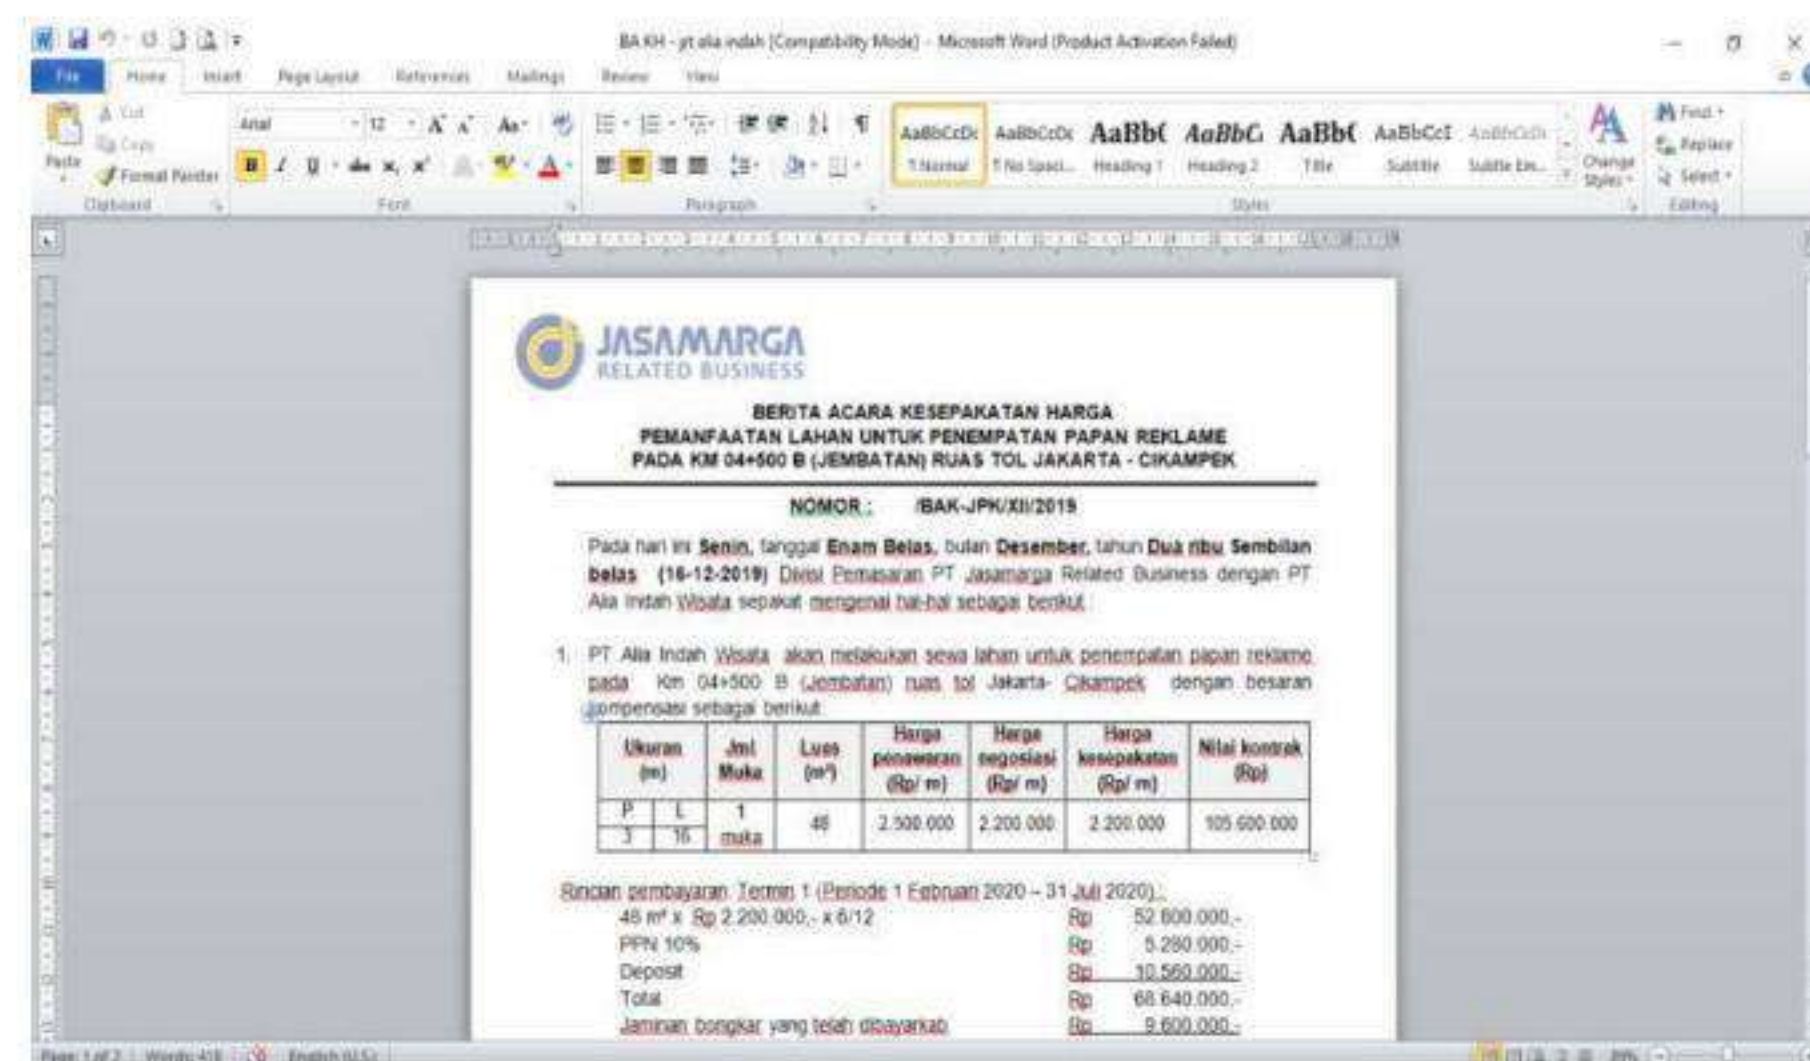 BA KH - pt alia indah [Compatibility Mode] - Microsoft Word (Product Activation Failed)
File Home Insert Page Layout References Mailings Review View
Cut
Copy
Paste Format Painter
Clipboard
Arial 12
Font
Paragraph
AaBbCcDc AaBbCcDc AaBbC AaBbC AaBbC AaBbCcI AaBbCcDc
¶ Normal ¶ No Spaci... Heading 1 Heading 2 Title Subtitle Subtle Em...
Change Styles
Styles
Find
Replace
Select
Editing
JASAMARGA
RELATED BUSINESS
BERITA ACARA KESEPAKATAN HARGA
PEMANFAATAN LAHAN UNTUK PENEMPATAN PAPAN REKLAME
PADA KM 04+500 B (JEMBATAN) RUAS TOL JAKARTA - CIKAMPEK
NOMOR : /BAK-JPK/XII/2019
Pada hari ini Senin, tanggal Enam Belas, bulan Desember, tahun Dua ribu Sembilan
belas (16-12-2019) Divisi Pemasaran PT Jasamarga Related Business dengan PT
Alia Indah Wisata sepakat mengenai hal-hal sebagai berikut :
1. PT Alia Indah Wisata akan melakukan sewa lahan untuk penempatan papan reklame
pada Km 04+500 B (Jembatan) ruas tol Jakarta- Cikampek dengan besaran
kompensasi sebagai berikut:
Ukuran (m) Jml Muka Luas (m²) Harga penawaran (Rp/ m) Harga negosiasi (Rp/ m) Harga kesepakatan (Rp/ m) Nilai kontrak (Rp)
P L 1 muka 48 2.500.000 2.200.000 2.200.000 105.600.000
3 16
Rincian pembayaran Termin 1 (Periode 1 Februari 2020 – 31 Juli 2020) :
48 m² x Rp 2.200.000,- x 6/12 Rp 52.800.000,-
PPN 10% Rp 5.280.000,-
Deposit Rp 10.560.000,-
Total Rp 68.640.000,-
Jaminan bongkar yang telah dibayarkab Rp 9.600.000,-
Page: 1 of 2 Words: 418 English (U.S.)